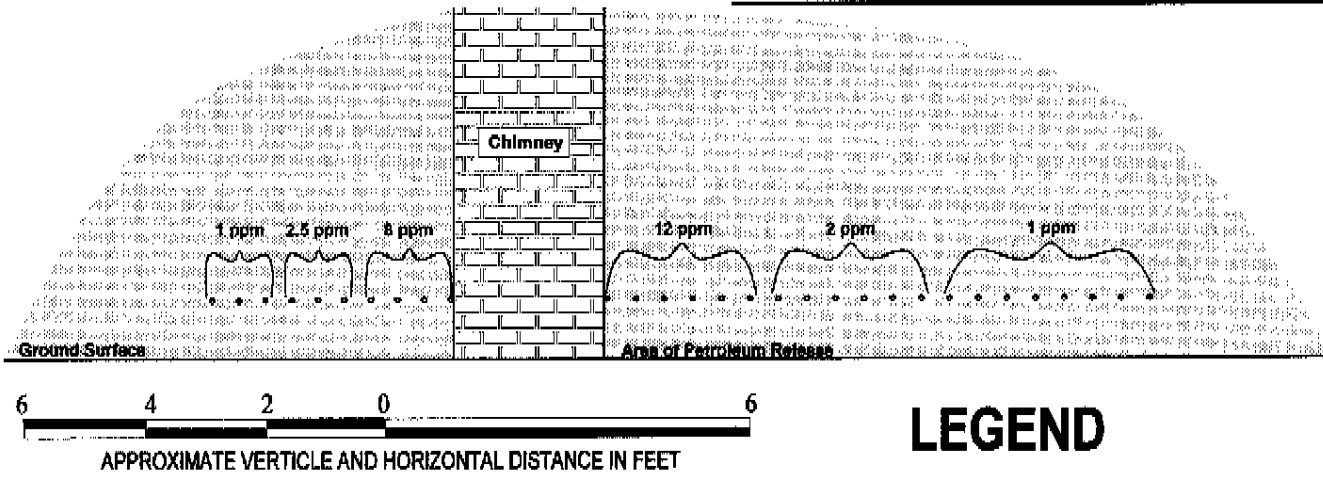 Chimney
1 ppm 2.5 ppm 8 ppm 12 ppm 2 ppm 1 ppm
Ground Surface Area of Petroleum Release
6 4 2 0 6
APPROXIMATE VERTICLE AND HORIZONTAL DISTANCE IN FEET
LEGEND